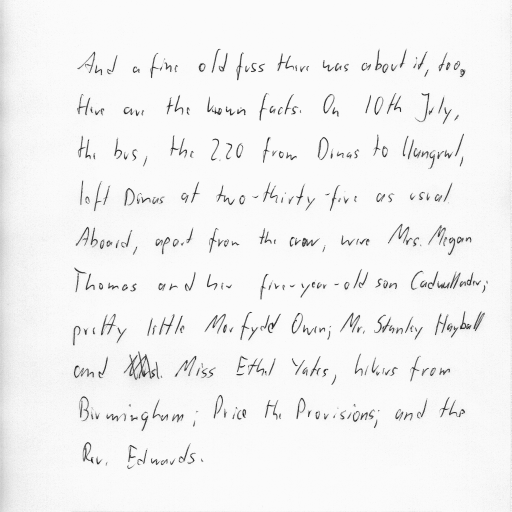 And a fine old fuss there was about it, too,
Here are the known facts. On 10th July,
the bus, the 2.20 from Dinas to Llangrwl,
left Dinas at two-thirty-five as usual.
Aboard, apart from the crew, were Mrs. Megan
Thomas and her five-year-old son Cadwallader;
pretty little Morfydd Owen; Mr. Stanley Hayball
and Miss Ethel Yates, hikers from
Birmingham; Price the Provisions; and the
Rev. Edwards.